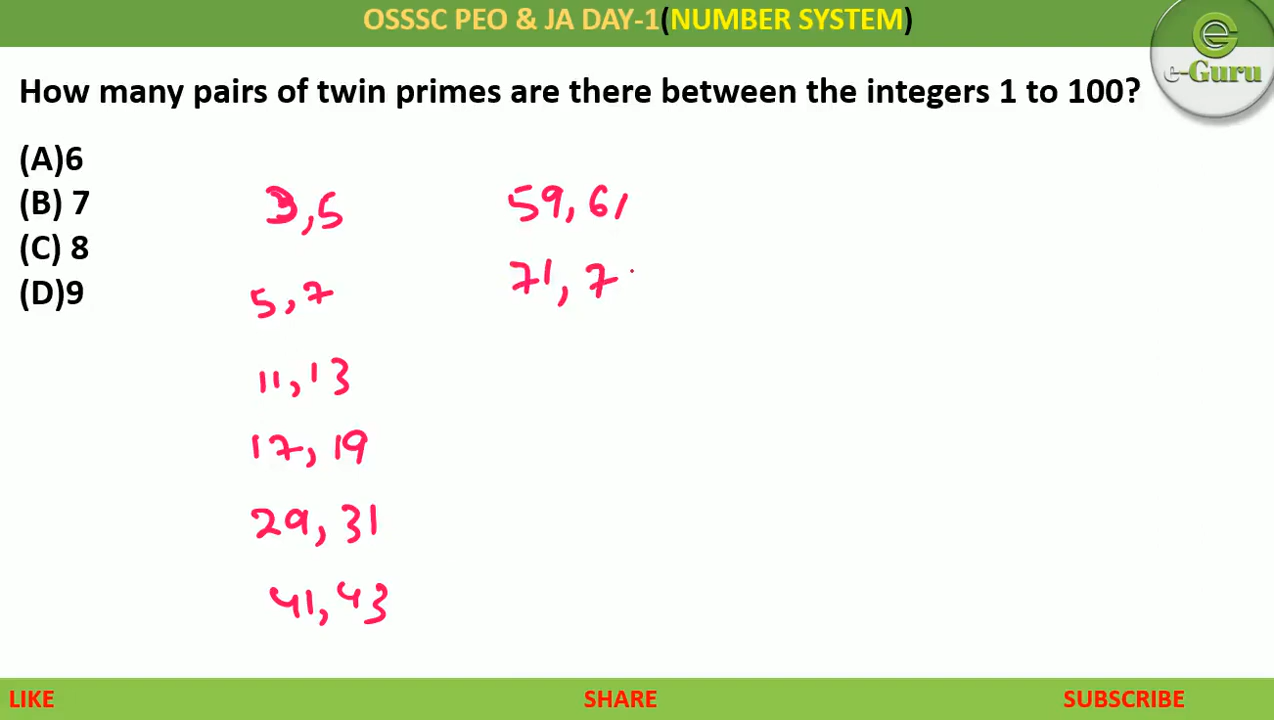 OSSSC PEO & JA DAY-1(NUMBER SYSTEM)
e-Guru
How many pairs of twin primes are there between the integers 1 to 100?
(A)6
(B) 7
(C) 8
(D)9
3,5
5,7
11,13
17,19
29,31
41,43
59,61
71,7
LIKE
SHARE
SUBSCRIBE